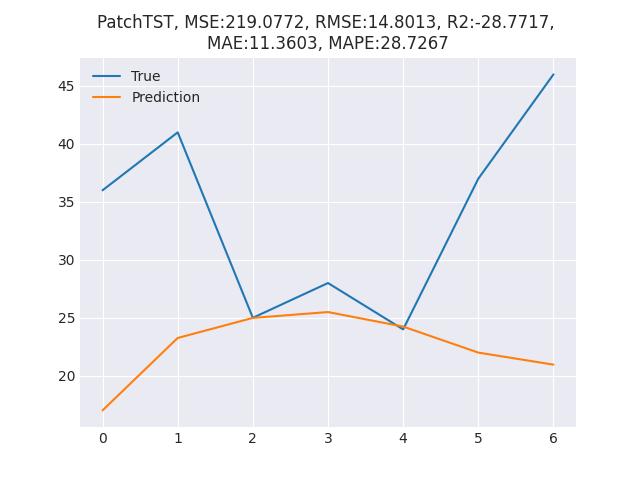 PatchTST, MSE:219.0772, RMSE:14.8013, R2:-28.7717,
MAE:11.3603, MAPE:28.7267
True
Prediction
45
40
35
30
25
20
0 1 2 3 4 5 6